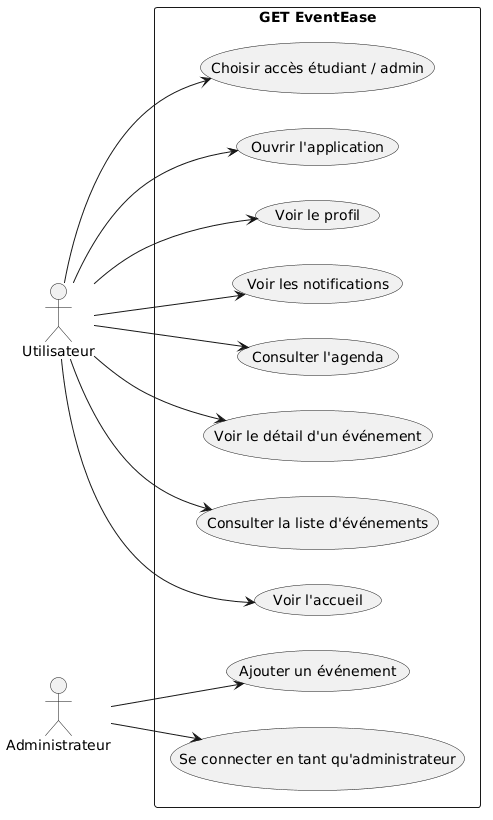 GET EventEase
Choisir accès étudiant / admin
Ouvrir l'application
Voir le profil
Voir les notifications
Utilisateur
Consulter l'agenda
Voir le détail d'un événement
Consulter la liste d'événements
Voir l'accueil
Ajouter un événement
Administrateur
Se connecter en tant qu'administrateur